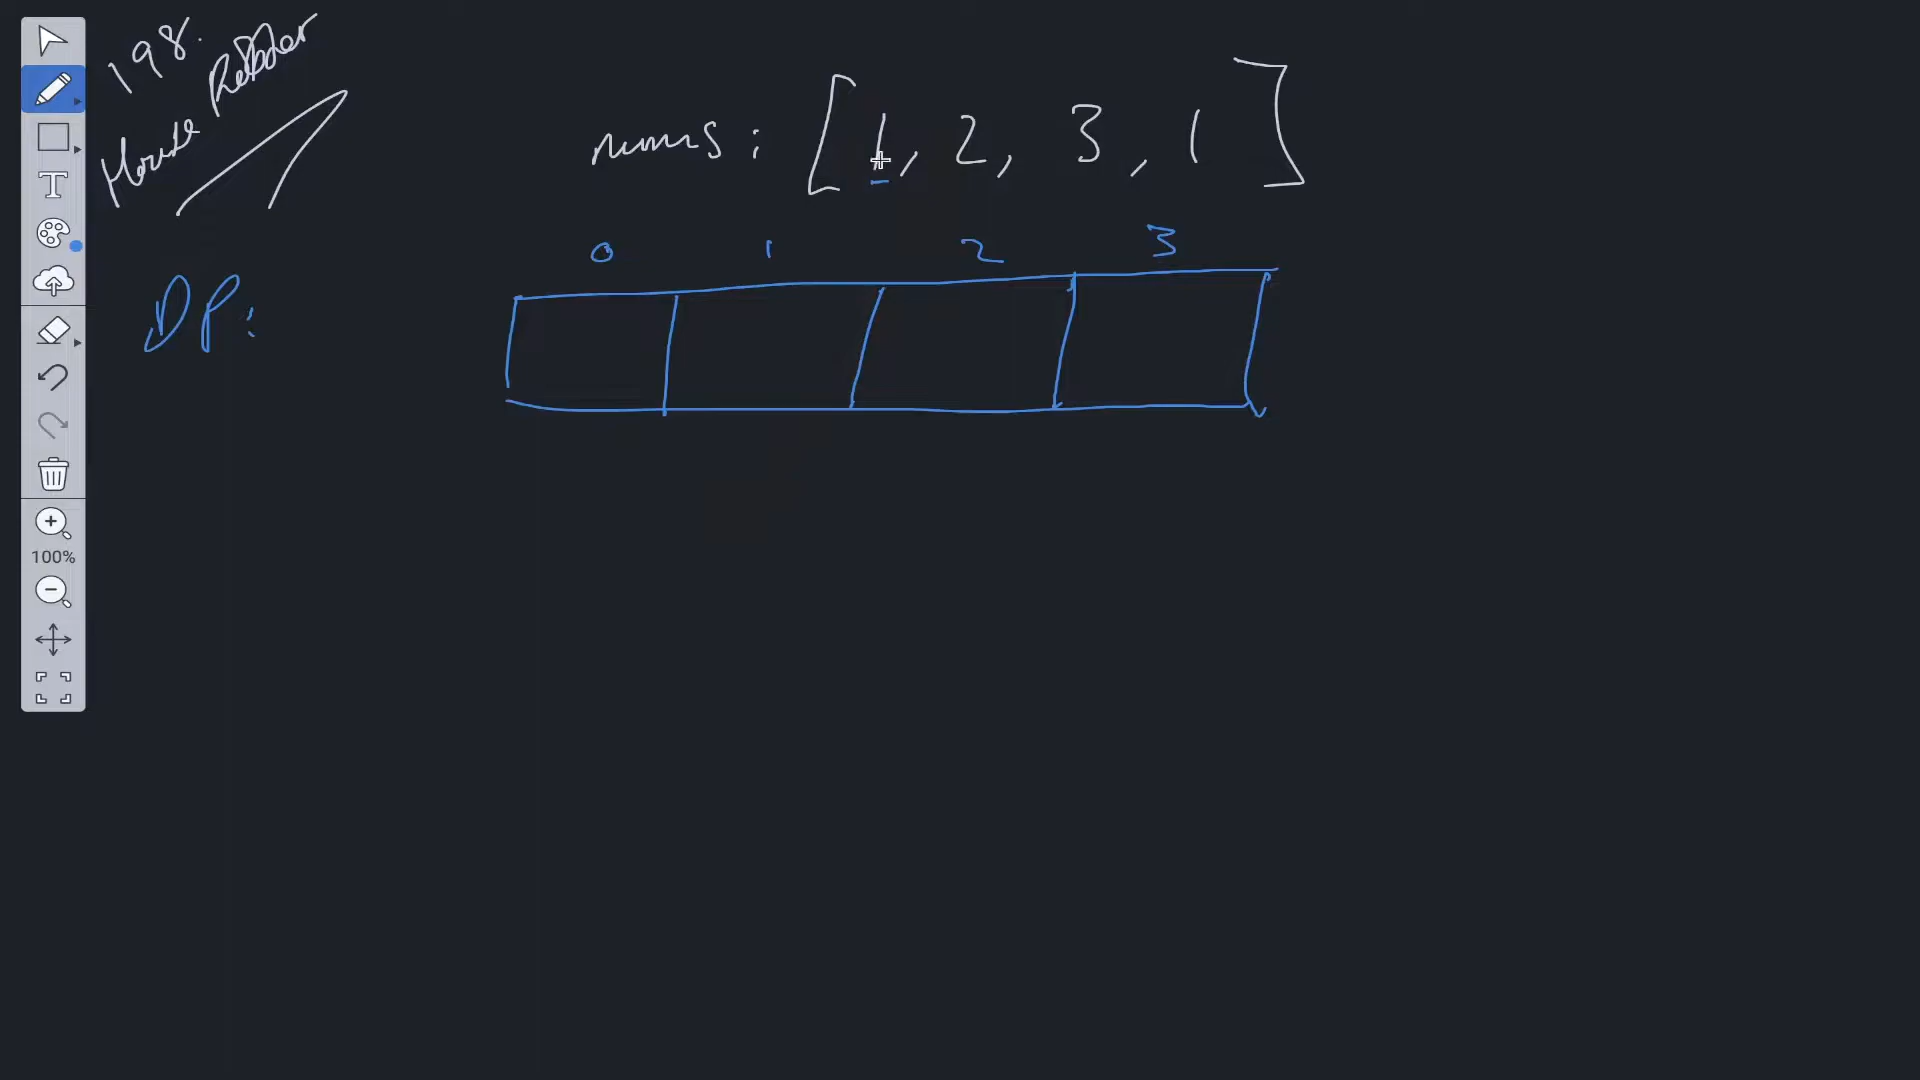 198.
House Robber
nums: [1, 2, 3, 1]
0 1 2 3
DP:
T
100%